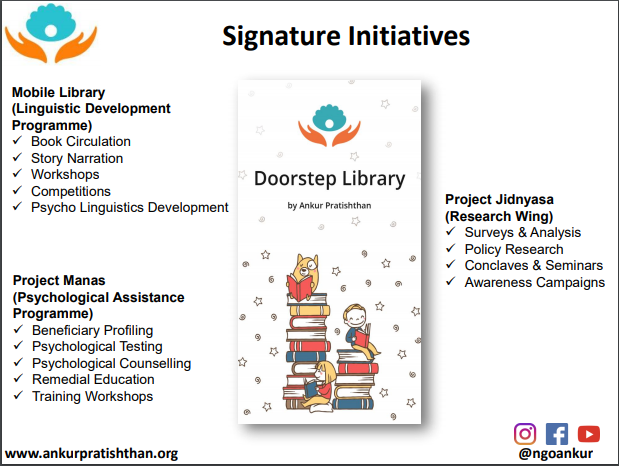 Signature Initiatives
Mobile Library
(Linguistic Development
Programme)
✓ Book Circulation
✓ Story Narration
✓ Workshops
✓ Competitions
✓ Psycho Linguistics Development
Project Manas
(Psychological Assistance
Programme)
✓ Beneficiary Profiling
✓ Psychological Testing
✓ Psychological Counselling
✓ Remedial Education
✓ Training Workshops
Doorstep Library
by Ankur Pratishthan
Project Jidnyasa
(Research Wing)
✓ Surveys & Analysis
✓ Policy Research
✓ Conclaves & Seminars
✓ Awareness Campaigns
www.ankurpratishthan.org
@ngoankur